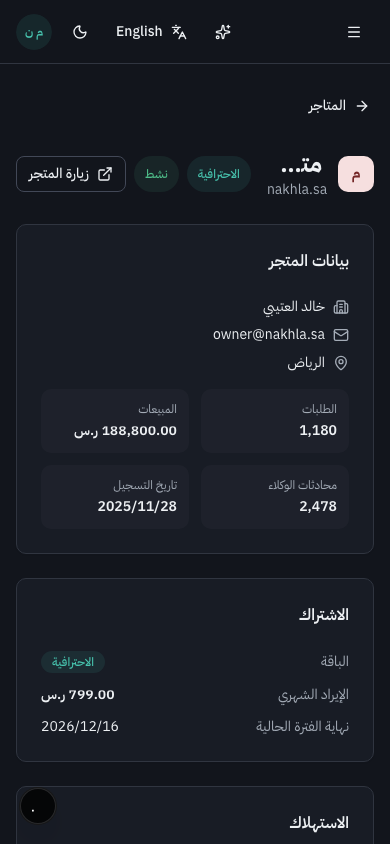 English
م ن
المتاجر
م
متـ...
nakhla.sa
الاحترافية
نشط
زيارة المتجر
بيانات المتجر
خالد العتيبي
owner@nakhla.sa
الرياض
الطلبات
1,180
المبيعات
188,800.00 ر.س
محادثات الوكلاء
2,478
تاريخ التسجيل
2025/11/28
الاشتراك
الباقة
الاحترافية
الإيراد الشهري
799.00 ر.س
نهاية الفترة الحالية
2026/12/16
الاستهلاك
.